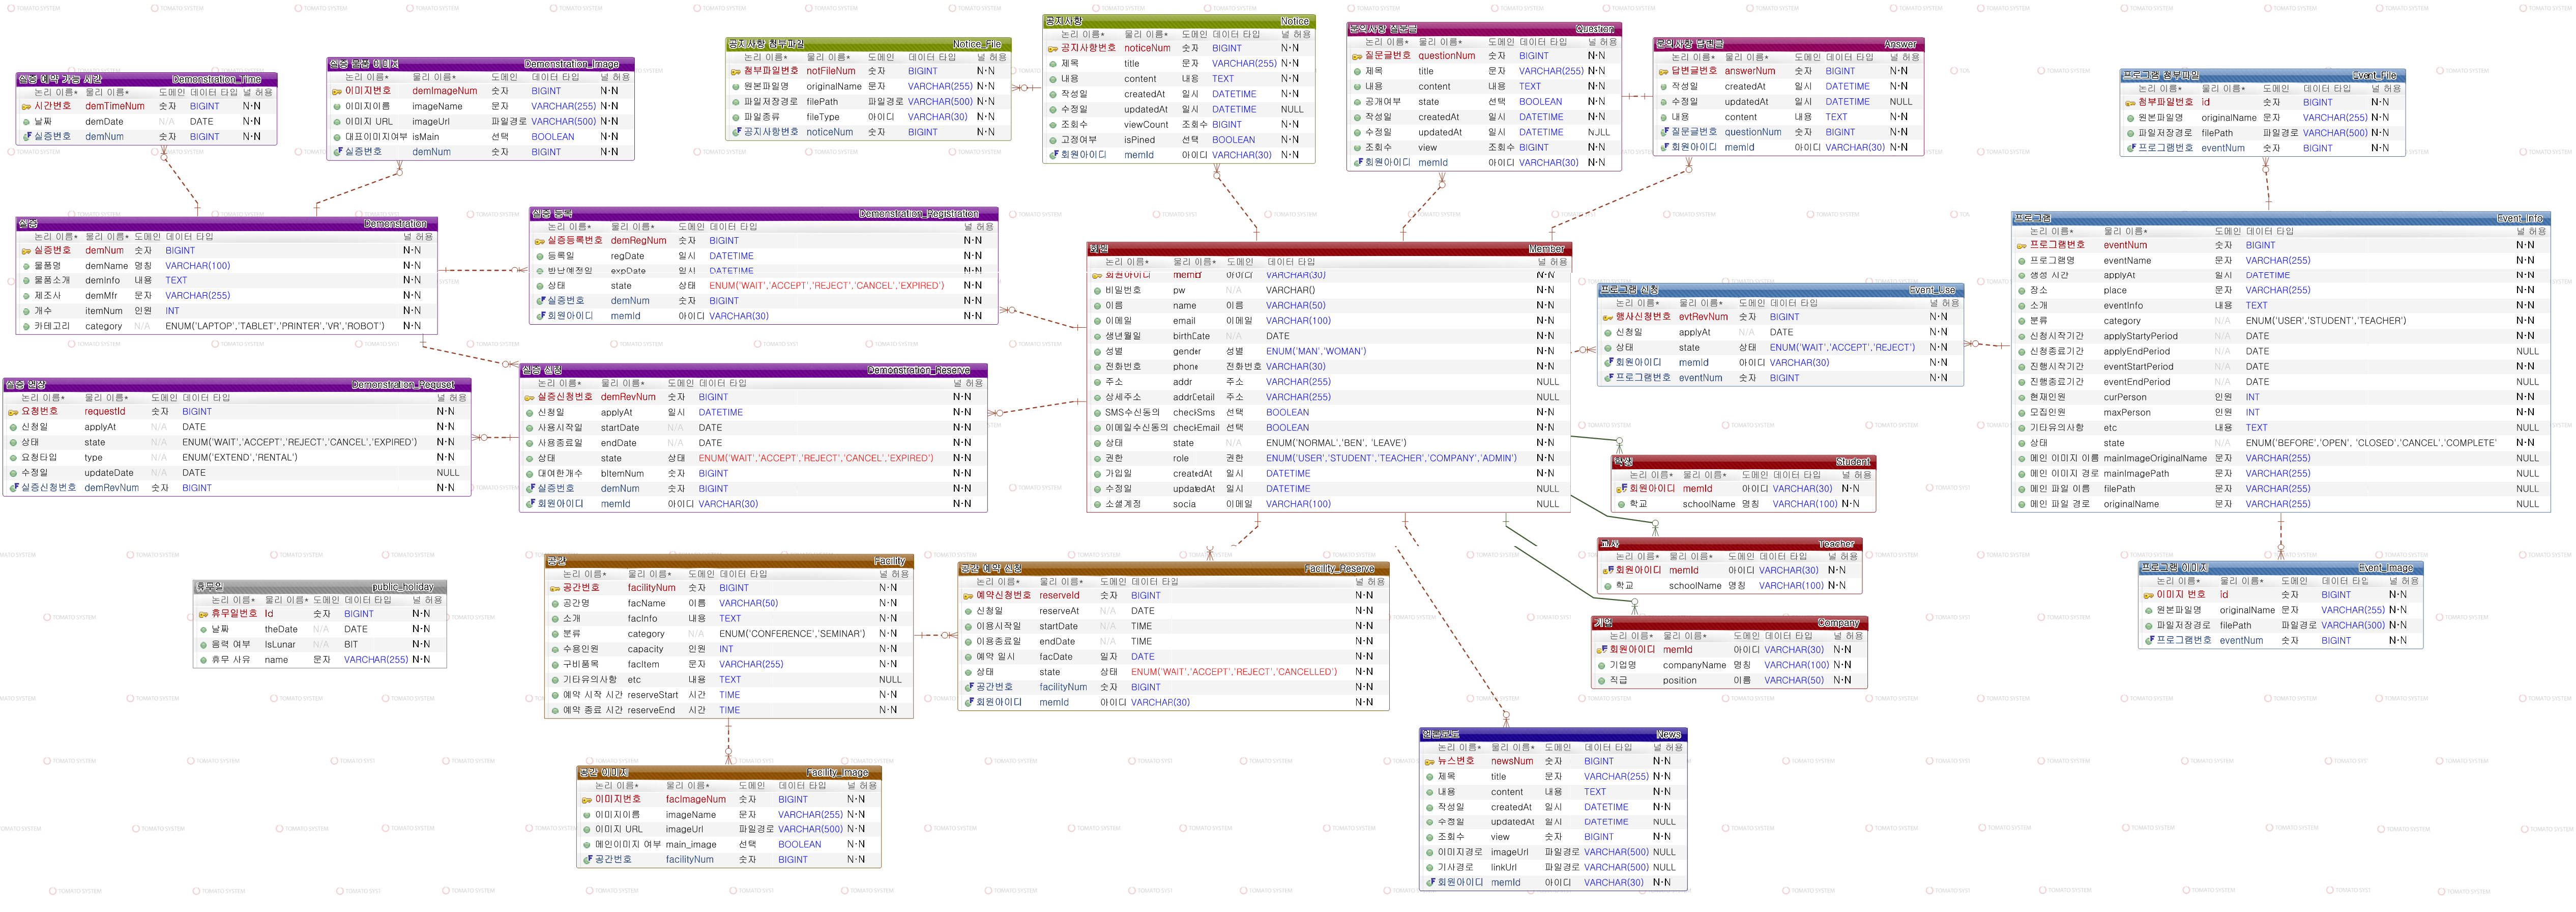 실증 예약 가능 시간 Demonstration_Time
논리 이름* 물리 이름* 도메인 데이터 타입 널 허용
시간번호 demTimeNum 숫자 BIGINT N-N
날짜 demDate N/A DATE N-N
실증번호 demNum 숫자 BIGINT N-N
실증 물품 이미지 Demonstration_Image
논리 이름* 물리 이름* 도메인 데이터 타입 널 허용
이미지번호 demImageNum 숫자 BIGINT N-N
이미지이름 imageName 문자 VARCHAR(255) N-N
이미지 URL imageUrl 파일경로 VARCHAR(500) N-N
대표이미지여부 isMain 선택 BOOLEAN N-N
실증번호 demNum 숫자 BIGINT N-N
공지사항 첨부파일 Notice_File
논리 이름* 물리 이름* 도메인 데이터 타입 널 허용
첨부파일번호 notFileNum 숫자 BIGINT N-N
원본파일명 originalName 문자 VARCHAR(255) N-N
파일저장경로 filePath 파일경로 VARCHAR(500) N-N
파일종류 fileType 아이디 VARCHAR(30) N-N
공지사항번호 noticeNum 숫자 BIGINT N-N
공지사항 Notice
논리 이름* 물리 이름* 도메인 데이터 타입 널 허용
공지사항번호 noticeNum 숫자 BIGINT N-N
제목 title 문자 VARCHAR(255) N-N
내용 content 내용 TEXT N-N
작성일 createdAt 일시 DATETIME N-N
수정일 updatedAt 일시 DATETIME NULL
조회수 viewCount 조회수 BIGINT N-N
고정여부 isPined 선택 BOOLEAN N-N
회원아이디 memId 아이디 VARCHAR(30) N-N
문의사항 질문글 Question
논리 이름* 물리 이름* 도메인 데이터 타입 널 허용
질문글번호 questionNum 숫자 BIGINT N-N
제목 title 문자 VARCHAR(255) N-N
내용 content 내용 TEXT N-N
공개여부 state 선택 BOOLEAN N-N
작성일 createdAt 일시 DATETIME N-N
수정일 updatedAt 일시 DATETIME NULL
조회수 view 조회수 BIGINT N-N
회원아이디 memId 아이디 VARCHAR(30) N-N
문의사항 답변글 Answer
논리 이름* 물리 이름* 도메인 데이터 타입 널 허용
답변글번호 answerNum 숫자 BIGINT N-N
작성일 createdAt 일시 DATETIME N-N
수정일 updatedAt 일시 DATETIME NULL
내용 content 내용 TEXT N-N
질문글번호 questionNum 숫자 BIGINT N-N
회원아이디 memId 아이디 VARCHAR(30) N-N
프로그램 첨부파일 Event_File
논리 이름* 물리 이름* 도메인 데이터 타입 널 허용
첨부파일번호 id 숫자 BIGINT N-N
원본파일명 originalName 문자 VARCHAR(255) N-N
파일저장경로 filePath 파일경로 VARCHAR(500) N-N
프로그램번호 eventNum 숫자 BIGINT N-N
실증 Demonstration
논리 이름* 물리 이름* 도메인 데이터 타입 널 허용
실증번호 demNum 숫자 BIGINT N-N
물품명 demName 명칭 VARCHAR(100) N-N
물품소개 demInfo 내용 TEXT N-N
제조사 demMfr 문자 VARCHAR(255) N-N
개수 itemNum 인원 INT N-N
카테고리 category N/A ENUM('LAPTOP','TABLET','PRINTER','VR','ROBOT') N-N
실증 등록 Demonstration_Registration
논리 이름* 물리 이름* 도메인 데이터 타입 널 허용
실증등록번호 demRegNum 숫자 BIGINT N-N
등록일 regDate 일시 DATETIME N-N
반납예정일 expDate 일시 DATETIME N-N
상태 state 상태 ENUM('WAIT','ACCEPT','REJECT','CANCEL','EXPIRED') N-N
실증번호 demNum 숫자 BIGINT N-N
회원아이디 memId 아이디 VARCHAR(30) N-N
회원 Member
논리 이름* 물리 이름* 도메인 데이터 타입 널 허용
회원아이디 memId 아이디 VARCHAR(30) N-N
비밀번호 pw N/A VARCHAR() N-N
이름 name 이름 VARCHAR(50) N-N
이메일 email 이메일 VARCHAR(100) N-N
생년월일 birthDate N/A DATE N-N
성별 gender 성별 ENUM('MAN','WOMAN') N-N
전화번호 phone 전화번호 VARCHAR(30) N-N
주소 addr 주소 VARCHAR(255) NULL
상세주소 addrDetail 주소 VARCHAR(255) NULL
SMS수신동의 checkSms 선택 BOOLEAN N-N
이메일수신동의 checkEmail 선택 BOOLEAN N-N
상태 state N/A ENUM('NORMAL','BEN', 'LEAVE') N-N
권한 role 권한 ENUM('USER','STUDENT','TEACHER','COMPANY','ADMIN') N-N
가입일 createdAt 일시 DATETIME N-N
수정일 updatedAt 일시 DATETIME NULL
소셜계정 socia 이메일 VARCHAR(100) NULL
프로그램 신청 Event_Use
논리 이름* 물리 이름* 도메인 데이터 타입 널 허용
행사신청번호 evtRevNum 숫자 BIGINT N-N
신청일 applyAt N/A DATE N-N
상태 state 상태 ENUM('WAIT','ACCEPT','REJECT') N-N
회원아이디 memId 아이디 VARCHAR(30) N-N
프로그램번호 eventNum 숫자 BIGINT N-N
프로그램 Event_Info
논리 이름* 물리 이름* 도메인 데이터 타입 널 허용
프로그램번호 eventNum 숫자 BIGINT N-N
프로그램명 eventName 문자 VARCHAR(255) N-N
생성 시간 applyAt 일시 DATETIME N-N
장소 place 문자 VARCHAR(255) N-N
소개 eventInfo 내용 TEXT N-N
분류 category N/A ENUM('USER','STUDENT','TEACHER') N-N
신청시작기간 applyStartyPeriod N/A DATE N-N
신청종료기간 applyEndPeriod N/A DATE NULL
진행시작기간 eventStartPeriod N/A DATE N-N
진행종료기간 eventEndPeriod N/A DATE NULL
현재인원 curPerson 인원 INT N-N
모집인원 maxPerson 인원 INT N-N
기타유의사항 etc 내용 TEXT NULL
상태 state N/A ENUM('BEFORE','OPEN', 'CLOSED','CANCEL','COMPLETE' N-N
메인 이미지 이름 mainImageOriginalName 문자 VARCHAR(255) NULL
메인 이미지 경로 mainImagePath 문자 VARCHAR(255) NULL
메인 파일 이름 filePath 문자 VARCHAR(255) NULL
메인 파일 경로 originalName 문자 VARCHAR(255) NULL
실증 연장 Demonstration_Requset
논리 이름* 물리 이름* 도메인 데이터 타입 널 허용
요청번호 requestId 숫자 BIGINT N-N
신청일 applyAt N/A DATE N-N
상태 state N/A ENUM('WAIT','ACCEPT','REJECT','CANCEL','EXPIRED') N-N
요청타입 type N/A ENUM('EXTEND','RENTAL') N-N
수정일 updateDate N/A DATE NULL
실증신청번호 demRevNum 숫자 BIGINT N-N
실증 신청 Demonstration_Reserve
논리 이름* 물리 이름* 도메인 데이터 타입 널 허용
실증신청번호 demRevNum 숫자 BIGINT N-N
신청일 applyAt 일시 DATETIME N-N
사용시작일 startDate N/A DATE N-N
사용종료일 endDate N/A DATE N-N
상태 state 상태 ENUM('WAIT','ACCEPT','REJECT','CANCEL','EXPIRED') N-N
대여한개수 bItemNum 숫자 BIGINT N-N
실증번호 demNum 숫자 BIGINT N-N
회원아이디 memId 아이디 VARCHAR(30) N-N
학생 Student
논리 이름* 물리 이름* 도메인 데이터 타입 널 허용
회원아이디 memId 아이디 VARCHAR(30) N-N
학교 schoolName 명칭 VARCHAR(100) N-N
교사 Teacher
논리 이름* 물리 이름* 도메인 데이터 타입 널 허용
회원아이디 memId 아이디 VARCHAR(30) N-N
학교 schoolName 명칭 VARCHAR(100) N-N
기업 Company
논리 이름* 물리 이름* 도메인 데이터 타입 널 허용
회원아이디 memId 아이디 VARCHAR(30) N-N
기업명 companyName 명칭 VARCHAR(100) N-N
직급 position 이름 VARCHAR(50) N-N
휴무일 public_holiday
논리 이름* 물리 이름* 도메인 데이터 타입 널 허용
휴무일번호 Id 숫자 BIGINT N-N
날짜 theDate N/A DATE N-N
음력 여부 IsLunar N/A BIT N-N
휴무 사유 name 문자 VARCHAR(255) N-N
공간 Facility
논리 이름* 물리 이름* 도메인 데이터 타입 널 허용
공간번호 facilityNum 숫자 BIGINT N-N
공간명 facName 이름 VARCHAR(50) N-N
소개 facInfo 내용 TEXT N-N
분류 category N/A ENUM('CONFERENCE','SEMINAR') N-N
수용인원 capacity 인원 INT N-N
구비품목 facItem 문자 VARCHAR(255) N-N
기타유의사항 etc 내용 TEXT NULL
예약 시작 시간 reserveStart 시간 TIME N-N
예약 종료 시간 reserveEnd 시간 TIME N-N
공간 예약 신청 Facility_Reserve
논리 이름* 물리 이름* 도메인 데이터 타입 널 허용
예약신청번호 reserveId 숫자 BIGINT N-N
신청일 reserveAt N/A DATE N-N
이용시작일 startDate N/A TIME N-N
이용종료일 endDate N/A TIME N-N
예약 일시 facDate 일자 DATE N-N
상태 state 상태 ENUM('WAIT','ACCEPT','REJECT','CANCELLED') N-N
공간번호 facilityNum 숫자 BIGINT N-N
회원아이디 memId 아이디 VARCHAR(30) N-N
프로그램 이미지 Event_Image
논리 이름* 물리 이름* 도메인 데이터 타입 널 허용
이미지 번호 id 숫자 BIGINT N-N
원본파일명 originalName 문자 VARCHAR(255) N-N
파일저장경로 filePath 파일경로 VARCHAR(500) N-N
프로그램번호 eventNum 숫자 BIGINT N-N
공간 이미지 Facility_Image
논리 이름* 물리 이름* 도메인 데이터 타입 널 허용
이미지번호 facImageNum 숫자 BIGINT N-N
이미지이름 imageName 문자 VARCHAR(255) N-N
이미지 URL imageUrl 파일경로 VARCHAR(500) N-N
메인이미지 여부 main_image 선택 BOOLEAN N-N
공간번호 facilityNum 숫자 BIGINT N-N
언론보도 News
논리 이름* 물리 이름* 도메인 데이터 타입 널 허용
뉴스번호 newsNum 숫자 BIGINT N-N
제목 title 문자 VARCHAR(255) N-N
내용 content 내용 TEXT N-N
작성일 createdAt 일시 DATETIME N-N
수정일 updatedAt 일시 DATETIME NULL
조회수 view 숫자 BIGINT N-N
이미지경로 imageUrl 파일경로 VARCHAR(500) NULL
기사경로 linkUrl 파일경로 VARCHAR(500) NULL
회원아이디 memId 아이디 VARCHAR(30) N-N
TOMATO SYSTEM